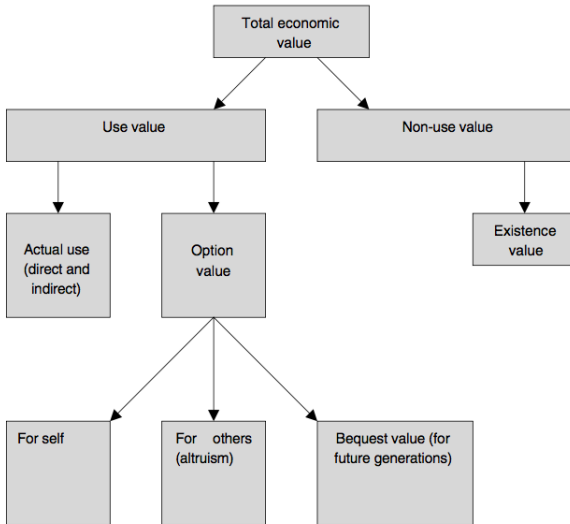 Total economic
value
Use value
Non-use value
Actual use
(direct and
indirect)
Option
value
Existence
value
For self
For others
(altruism)
Bequest value (for
future generations)